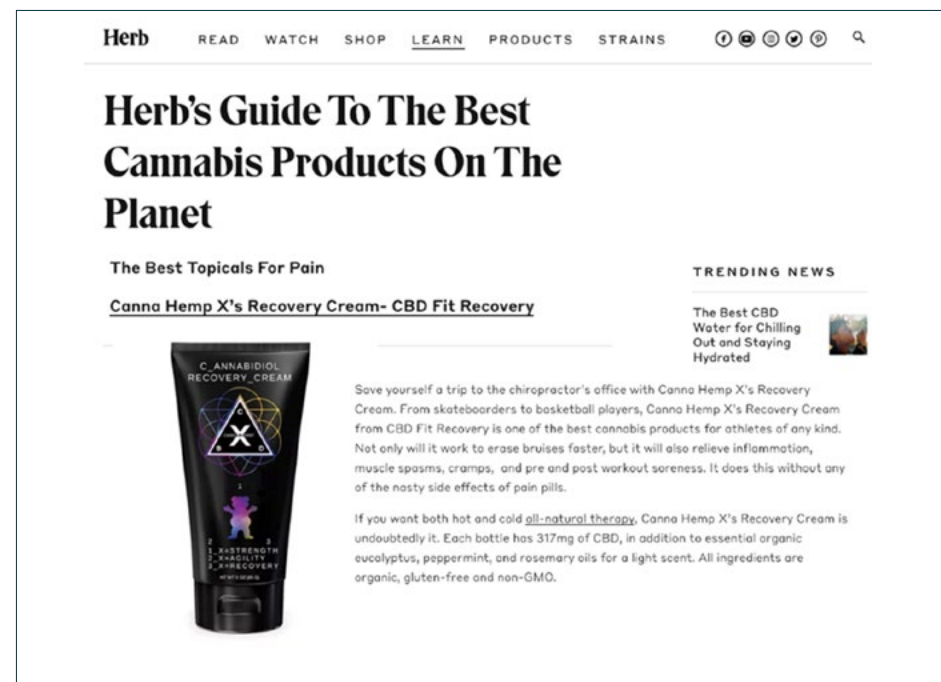 Herb READ WATCH SHOP LEARN PRODUCTS STRAINS
Herb's Guide To The Best
Cannabis Products On The
Planet
The Best Topicals For Pain
Canna Hemp X's Recovery Cream- CBD Fit Recovery
TRENDING NEWS
The Best CBD
Water for Chilling
Out and Staying
Hydrated
C_ANNABIDIOL
RECOVERY_CREAM
C
X
B D
1
2 3
1_X=STRENGTH
2_X=AGILITY
3_X=RECOVERY
Save yourself a trip to the chiropractor's office with Canna Hemp X's Recovery
Cream. From skateboarders to basketball players, Canna Hemp X's Recovery Cream
from CBD Fit Recovery is one of the best cannabis products for athletes of any kind.
Not only will it work to erase bruises faster, but it will also relieve inflammation,
muscle spasms, cramps, and pre and post workout soreness. It does this without any
of the nasty side effects of pain pills.
If you want both hot and cold all-natural therapy, Canna Hemp X's Recovery Cream is
undoubtedly it. Each bottle has 317mg of CBD, in addition to essential organic
eucalyptus, peppermint, and rosemary oils for a light scent. All ingredients are
organic, gluten-free and non-GMO.